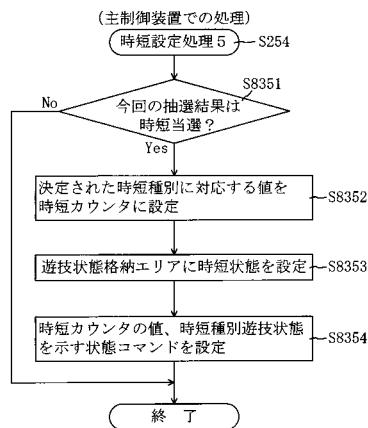 (主制御装置での処理)
時短設定処理5
S254
S8351
No
今回の抽選結果は
時短当選?
Yes
決定された時短種別に対応する値を
時短カウンタに設定
S8352
遊技状態格納エリアに時短状態を設定
S8353
時短カウンタの値、時短種別遊技状態
を示す状態コマンドを設定
S8354
終 了